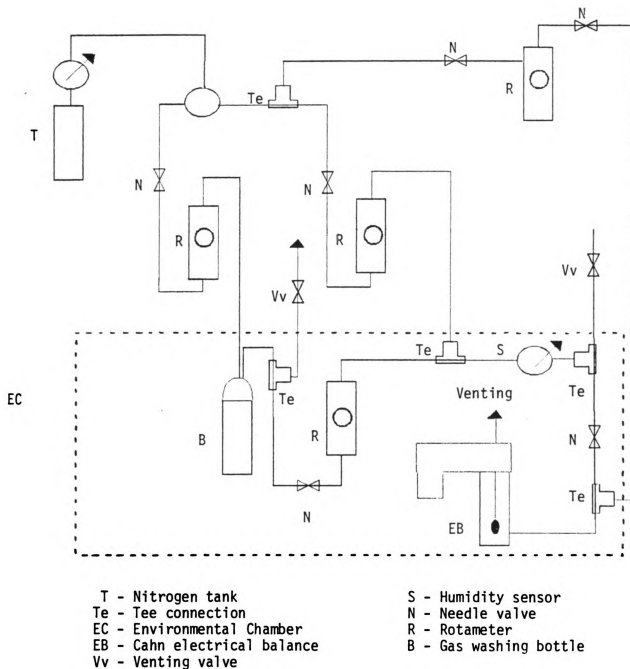 N
N
Te
R
T
N
N
R
R
Vv
Vv
Te
S
EC
Te
Te
Venting
B
R
N
N
Te
EB
T - Nitrogen tank
Te - Tee connection
EC - Environmental Chamber
EB - Cahn electrical balance
Vv - Venting valve
S - Humidity sensor
N - Needle valve
R - Rotameter
B - Gas washing bottle